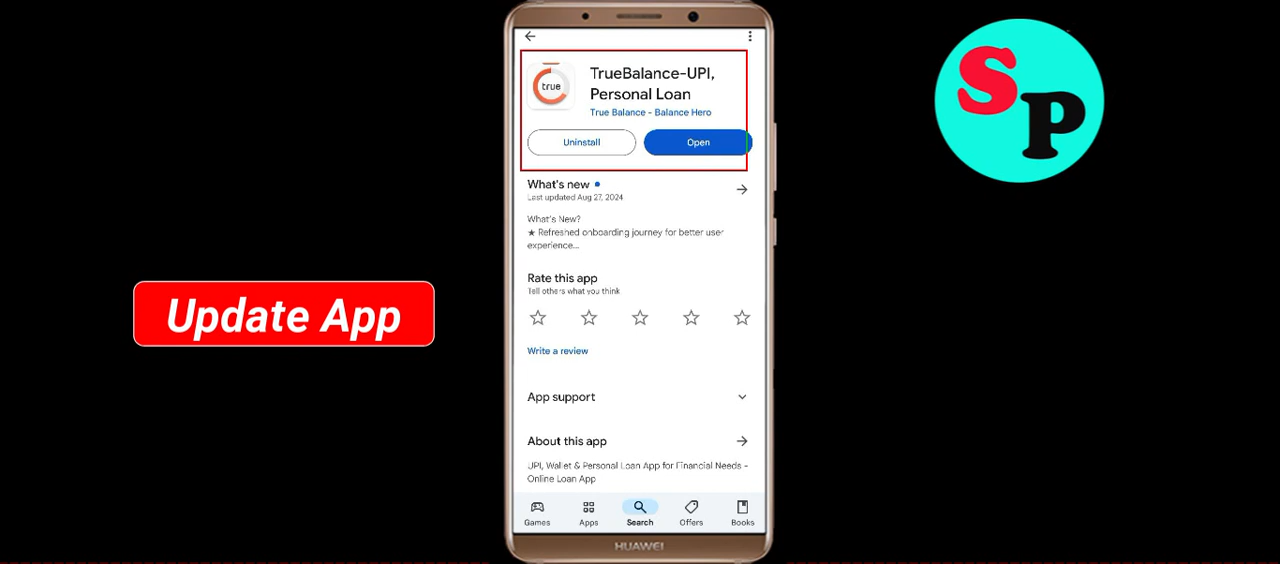 true
TrueBalance-UPI,
Personal Loan
True Balance - Balance Hero
Uninstall
Open
What's new
Last updated Aug 27, 2024
What's New?
★ Refreshed onboarding journey for better user
experience...
Rate this app
Tell others what you think
Write a review
App support
About this app
UPI, Wallet & Personal Loan App for Financial Needs -
Online Loan App
Games
Apps
Search
Offers
Books
HUAWEI
Update App
SP